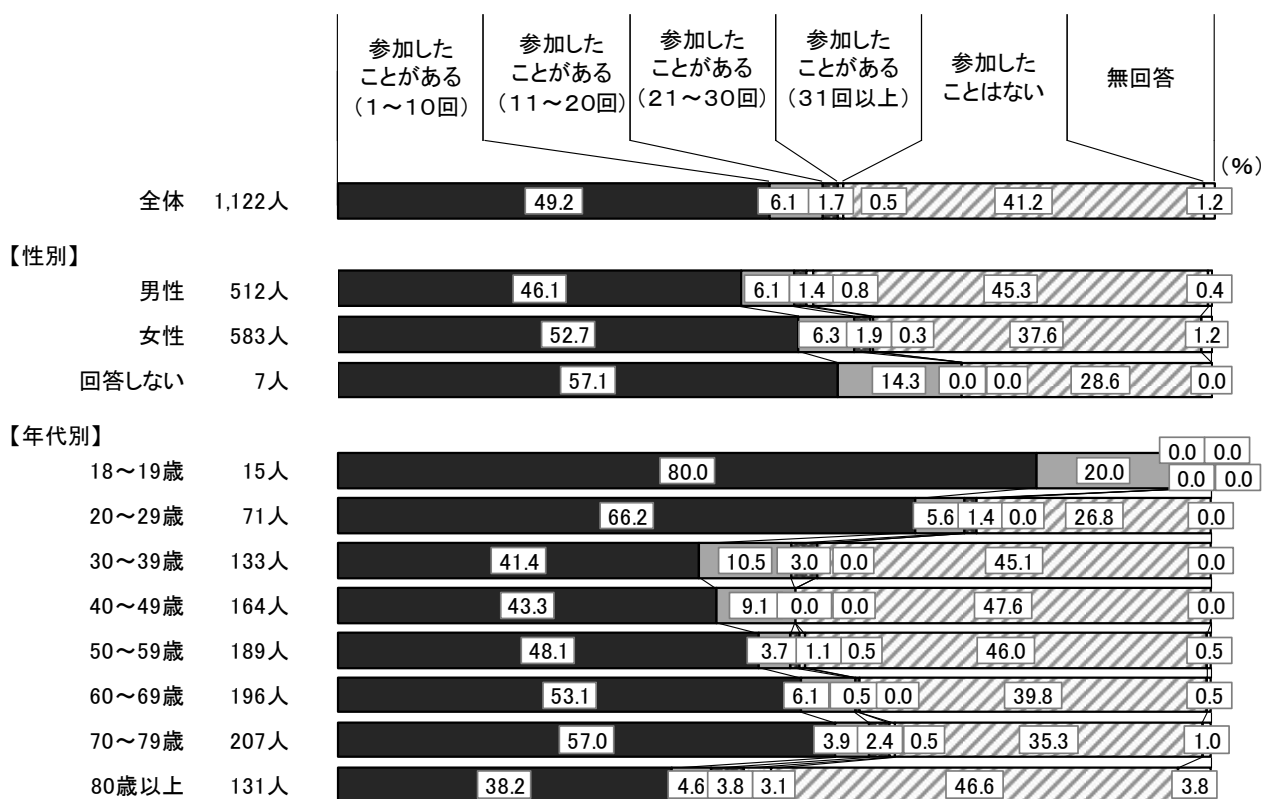 参加した
ことがある
（１～１０回）
参加した
ことがある
（１１～２０回）
参加した
ことがある
（２１～３０回）
参加した
ことがある
（３１回以上）
参加した
ことはない
無回答
（％）
全体 1,122人 49.2 6.1 1.7 0.5 41.2 1.2
【性別】
男性 512人 46.1 6.1 1.4 0.8 45.3 0.4
女性 583人 52.7 6.3 1.9 0.3 37.6 1.2
回答しない 7人 57.1 14.3 0.0 0.0 28.6 0.0
【年代別】
0.0 0.0
18～19歳 15人 80.0 20.0 0.0 0.0
20～29歳 71人 66.2 5.6 1.4 0.0 26.8 0.0
30～39歳 133人 41.4 10.5 3.0 0.0 45.1 0.0
40～49歳 164人 43.3 9.1 0.0 0.0 47.6 0.0
50～59歳 189人 48.1 3.7 1.1 0.5 46.0 0.5
60～69歳 196人 53.1 6.1 0.5 0.0 39.8 0.5
70～79歳 207人 57.0 3.9 2.4 0.5 35.3 1.0
80歳以上 131人 38.2 4.6 3.8 3.1 46.6 3.8